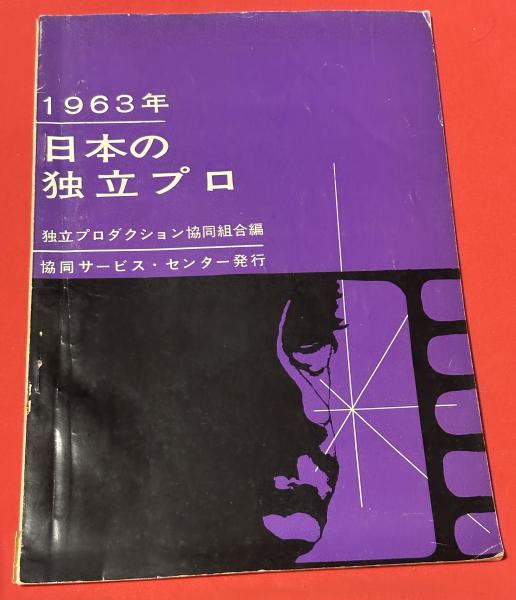 1963年
日本の
独立プロ
独立プロダクション協同組合編
協同サービス・センター発行